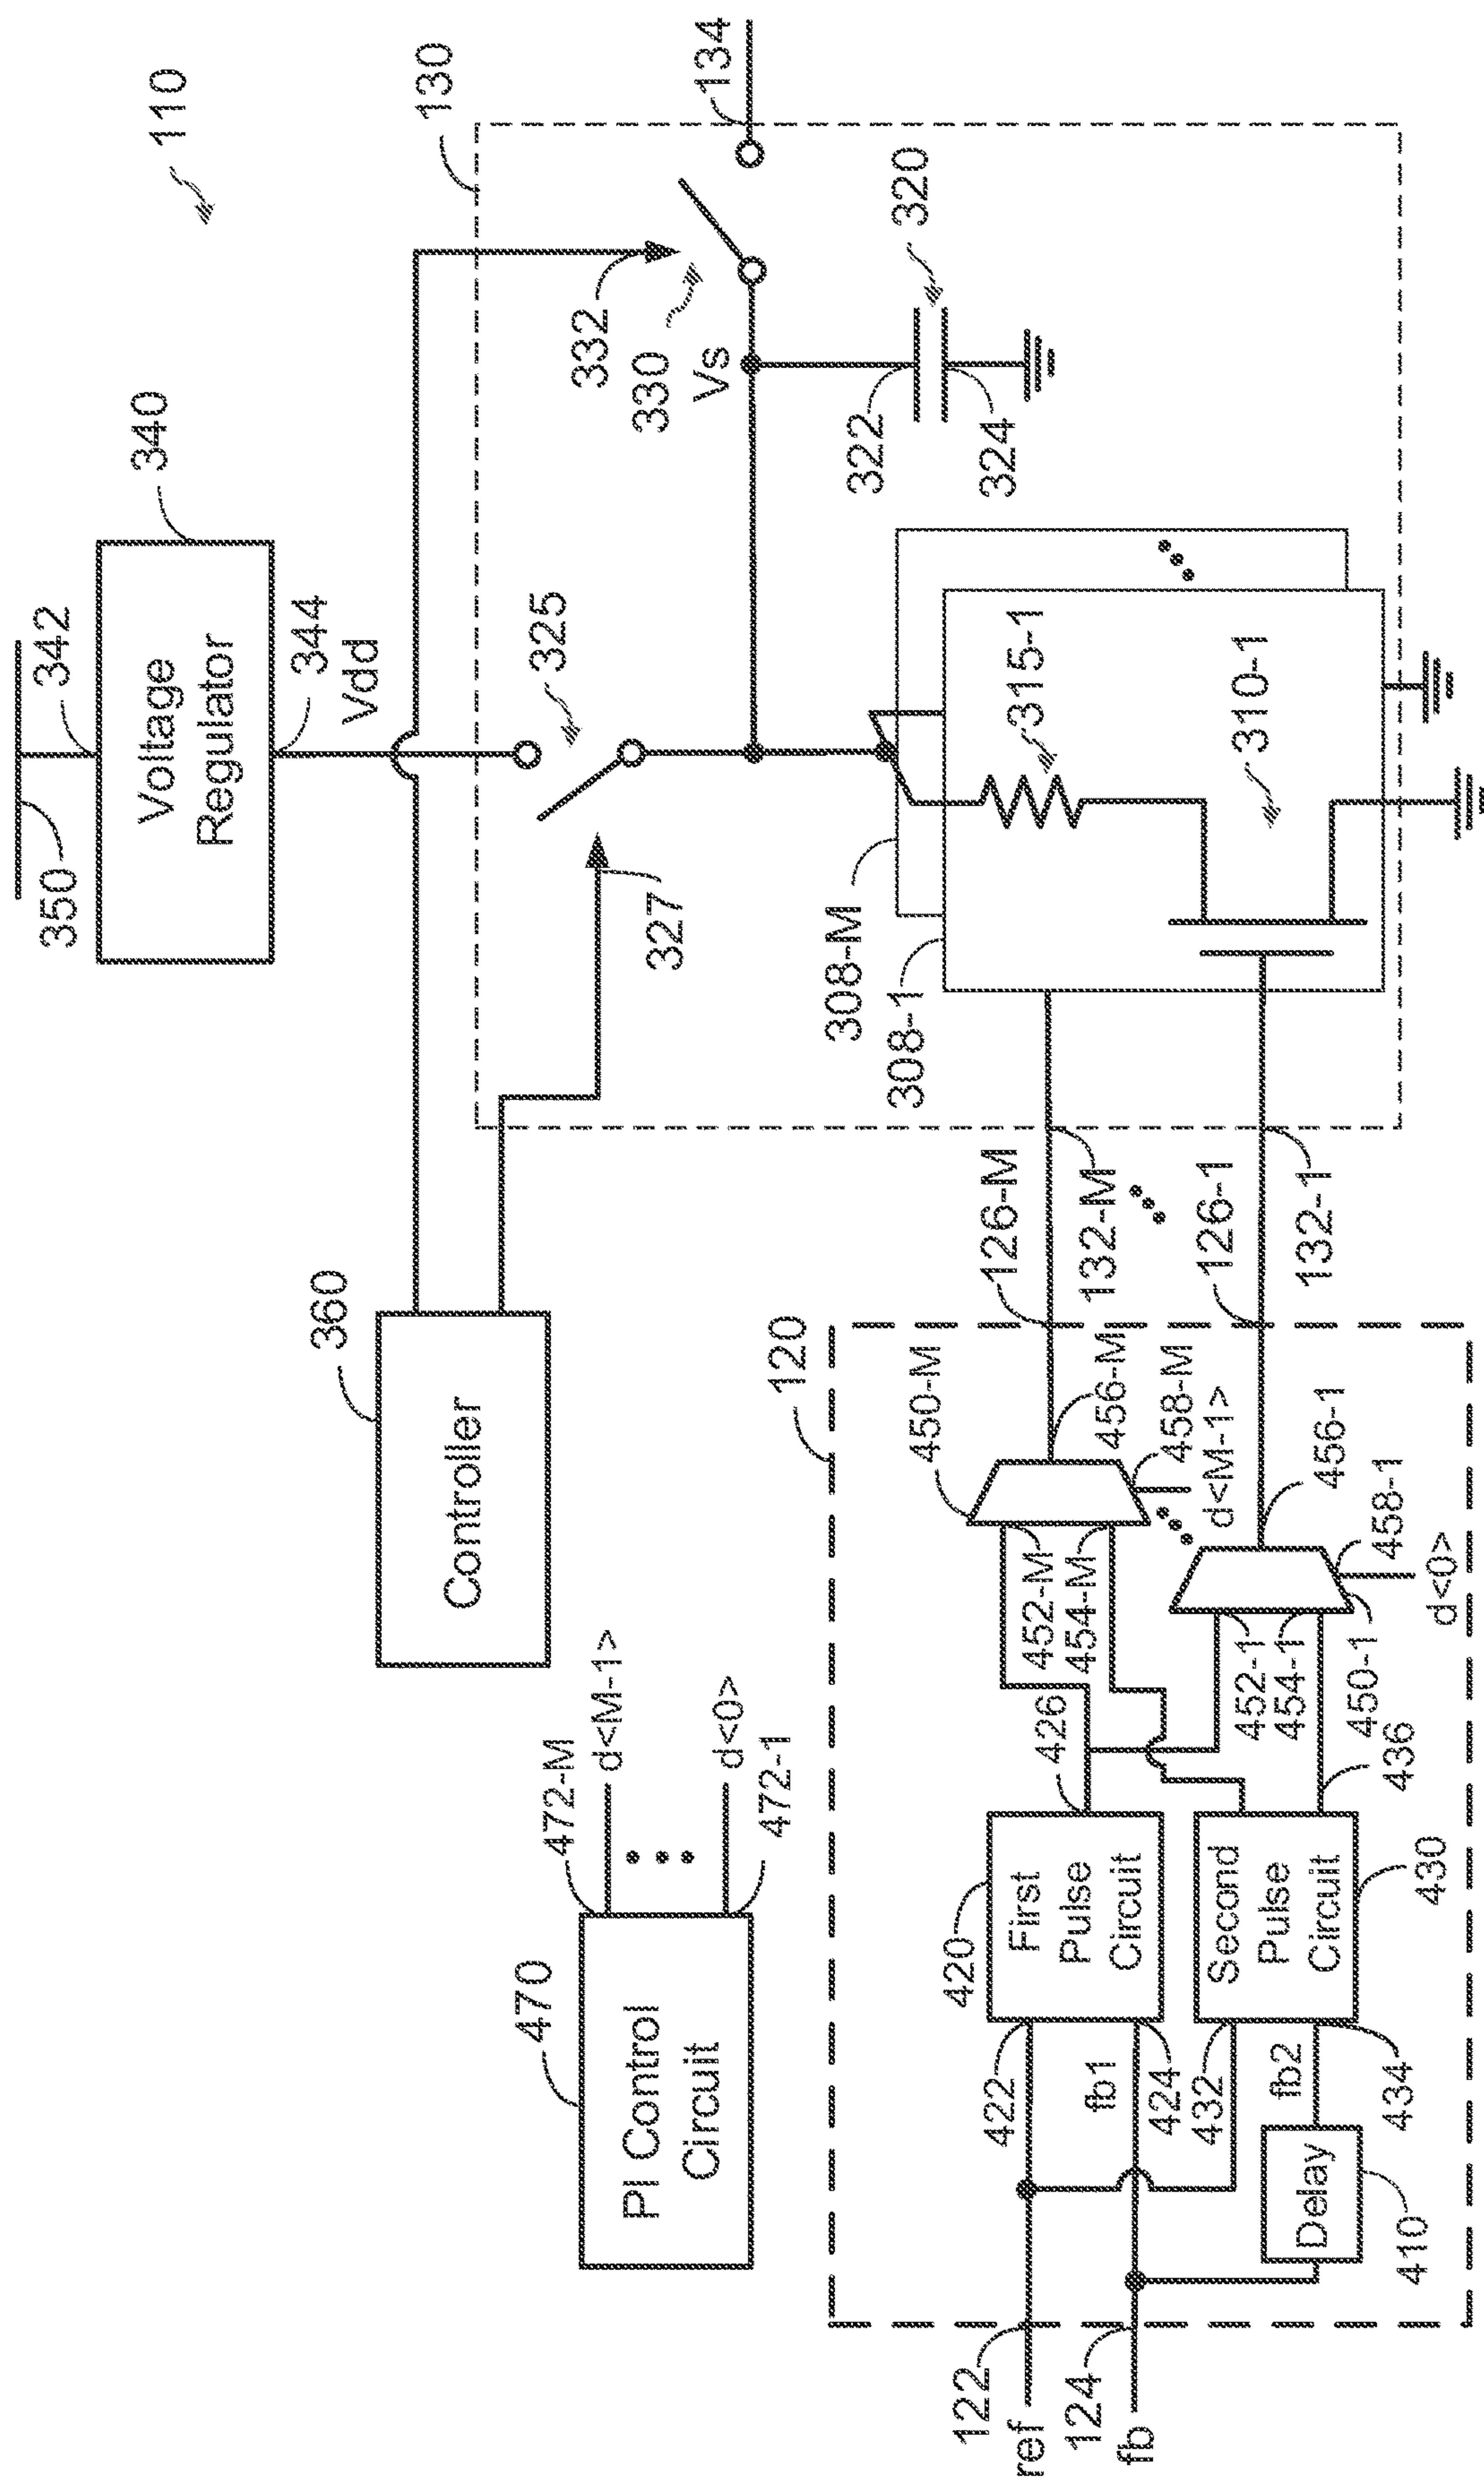 110
350
342
Voltage
Regulator
340
344
Vdd
130
134
325
327
332
330
Vs
320
322
324
360
Controller
308-M
308-1
315-1
310-1
470
PI Control
Circuit
472-M
d<M-1>
d<0>
472-1
120
126-M
132-M
126-1
132-1
450-M
456-M
458-M
d<M-1>
452-M
454-M
456-1
458-1
d<0>
452-1
454-1
450-1
426
436
420
First
Pulse
Circuit
Second
Pulse
Circuit
430
422
fb1
424
432
fb2
434
Delay
410
122
ref
124
fb